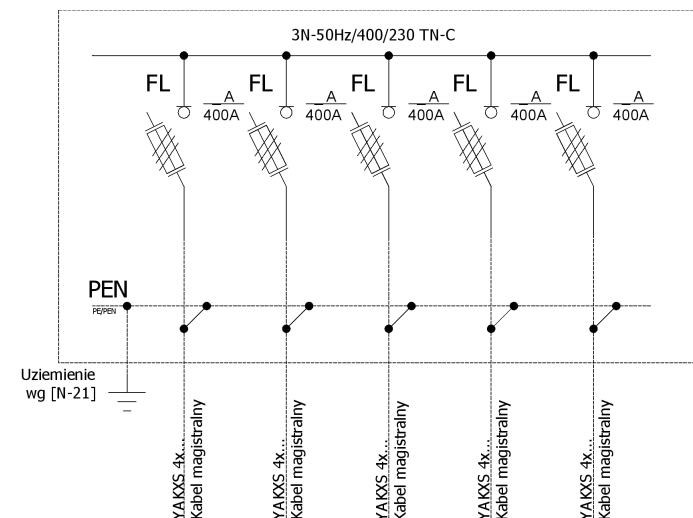 3N-50Hz/400/230 TN-C
FL
_A
400A
FL
_A
400A
FL
_A
400A
FL
_A
400A
FL
_A
400A
PEN
PE/PEN
Uziemienie
wg [N-21]
YAKXS 4x...
Kabel magistralny
YAKXS 4x...
Kabel magistralny
YAKXS 4x...
Kabel magistralny
YAKXS 4x...
Kabel magistralny
YAKXS 4x...
Kabel magistralny